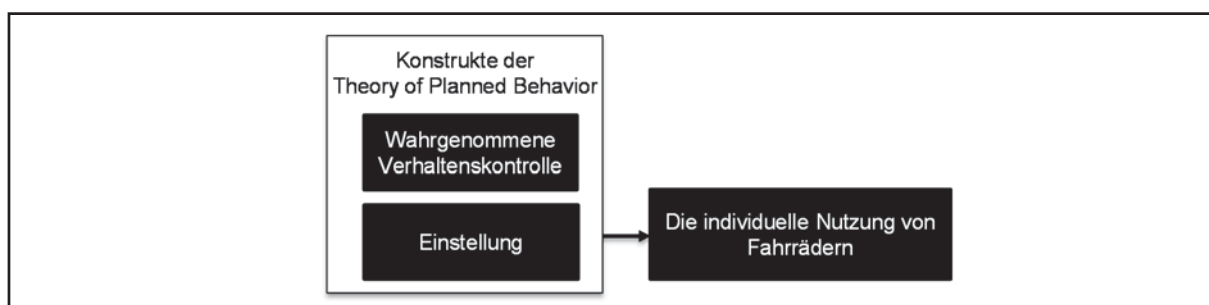 Konstrukte der
Theory of Planned Behavior
Wahrgenommene
Verhaltenskontrolle
Einstellung
Die individuelle Nutzung von
Fahrrädern